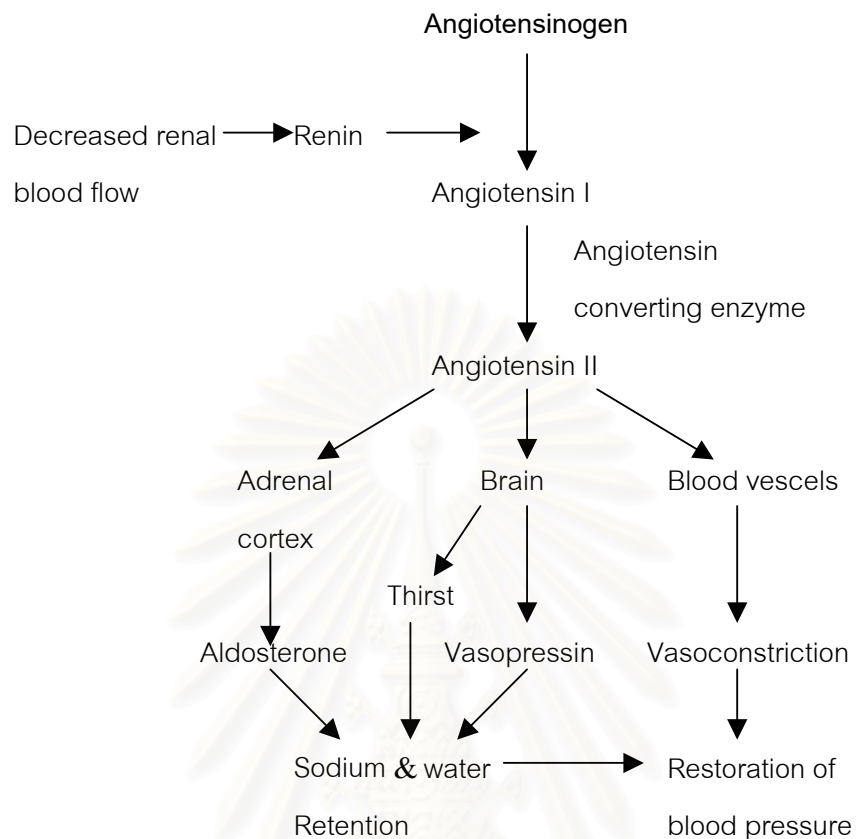 Angiotensinogen
Decreased renal
blood flow
Renin
Angiotensin I
Angiotensin
converting enzyme
Angiotensin II
Adrenal
cortex
Brain
Blood vescels
Thirst
Aldosterone
Vasopressin
Vasoconstriction
Sodium & water
Retention
Restoration of
blood pressure